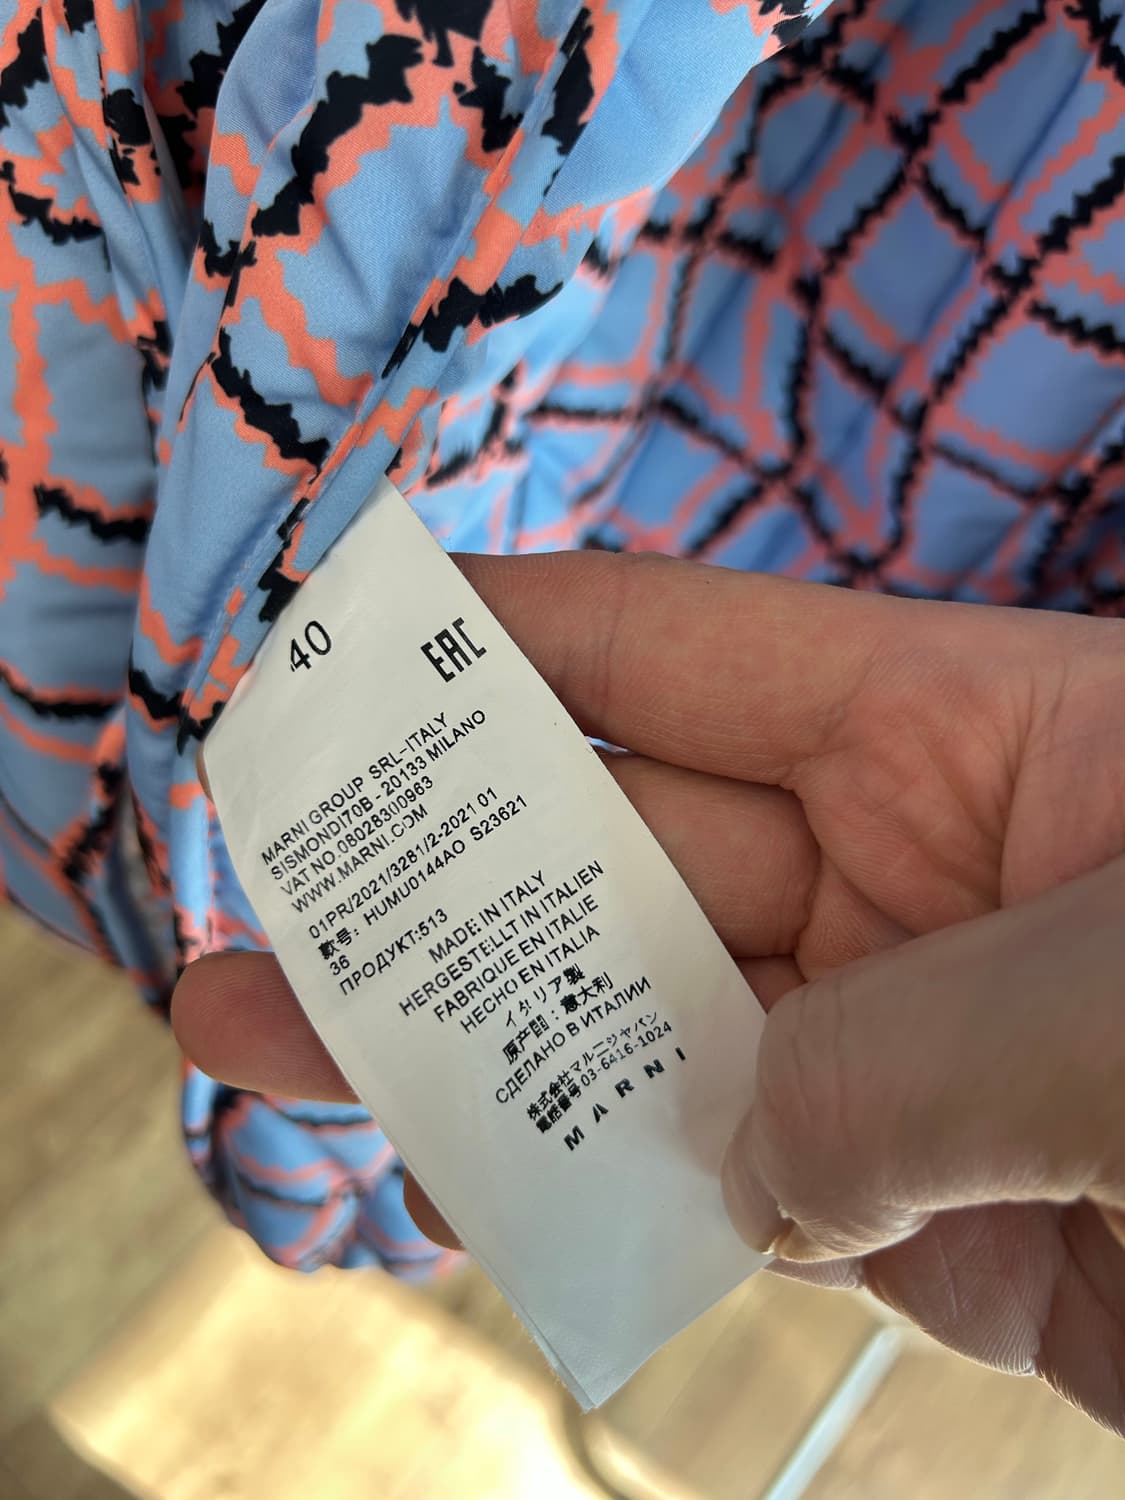 40
EAC
MARNI GROUP SRL-ITALY
SISMONDI70B - 20133 MILANO
VAT NO.08028300963
WWW.MARNI.COM
01PR/2021/3281/2-2021 01
款号: HUMU0144AO S23621
36
ПРОДУКТ:513
MADE IN ITALY
HERGESTELLT IN ITALIEN
FABRIQUE EN ITALIE
HECHO EN ITALIA
イタリア製
原产国:意大利
СДЕЛАНО В ИТАЛИИ
株式会社マルニジャパン
電話番号03-6416-1024
MARNI